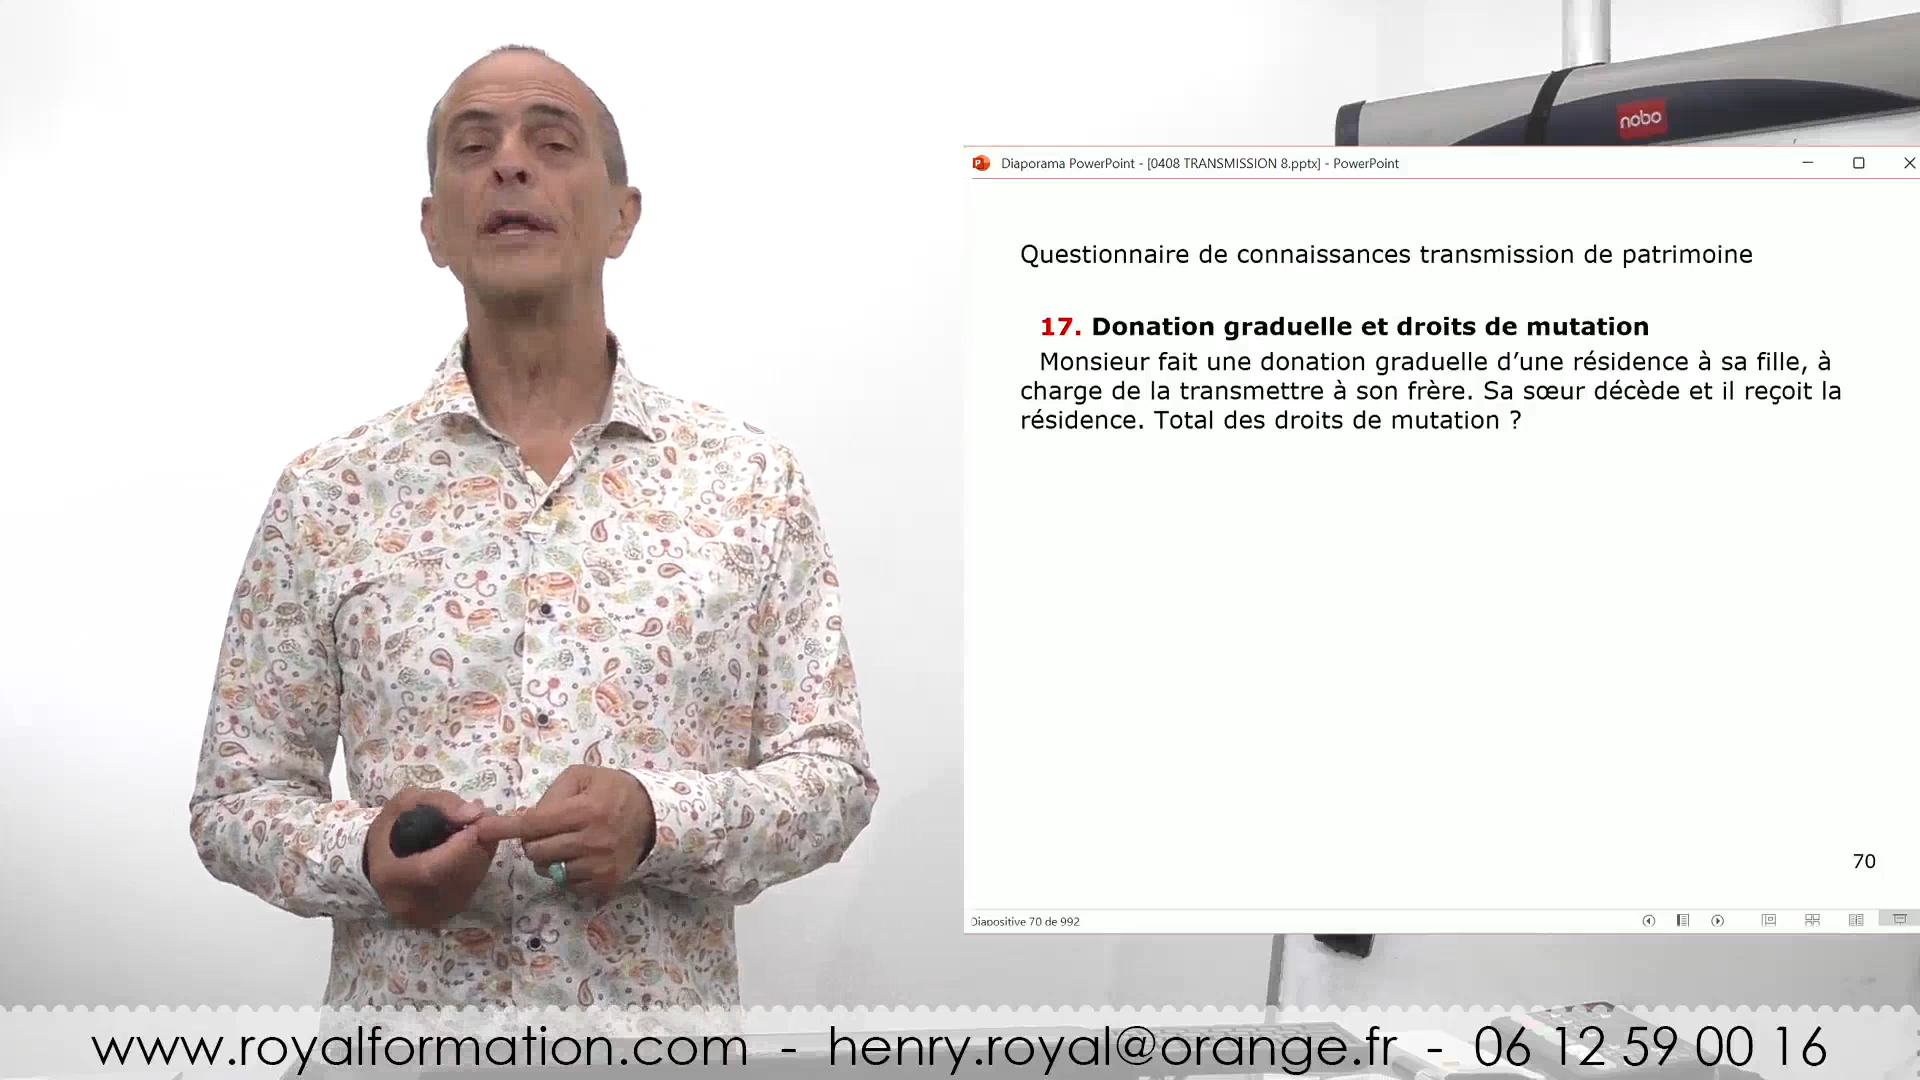 nobo
Diaporama PowerPoint - [0408 TRANSMISSION 8.pptx] - PowerPoint
Questionnaire de connaissances transmission de patrimoine
17. Donation graduelle et droits de mutation
Monsieur fait une donation graduelle d’une résidence à sa fille, à
charge de la transmettre à son frère. Sa sœur décède et il reçoit la
résidence. Total des droits de mutation ?
70
Diapositive 70 de 992
www.royalformation.com - henry.royal@orange.fr - 06 12 59 00 16